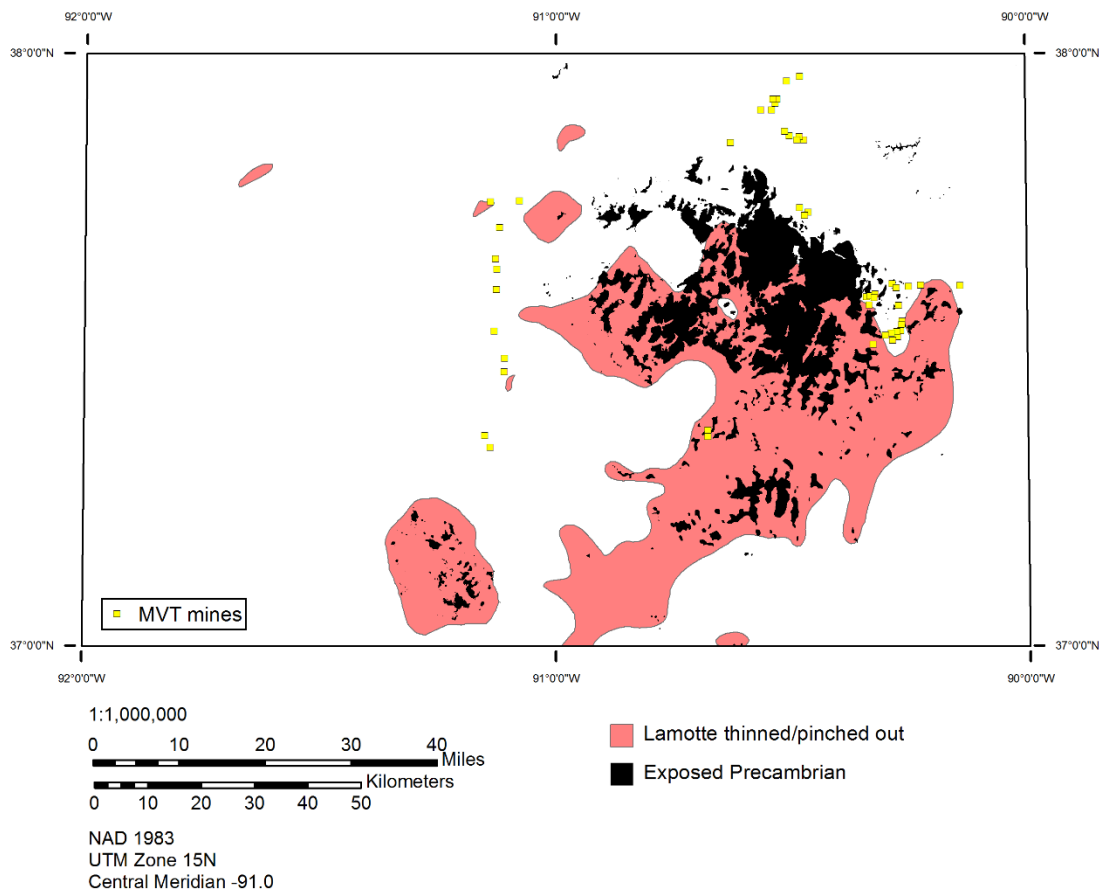 92°0'0"W 91°0'0"W 90°0'0"W
38°0'0"N 38°0'0"N
MVT mines
37°0'0"N 37°0'0"N
92°0'0"W 91°0'0"W 90°0'0"W
1:1,000,000
0 10 20 30 40
Miles
Kilometers
0 10 20 30 40 50
NAD 1983
UTM Zone 15N
Central Meridian -91.0
Lamotte thinned/pinched out
Exposed Precambrian